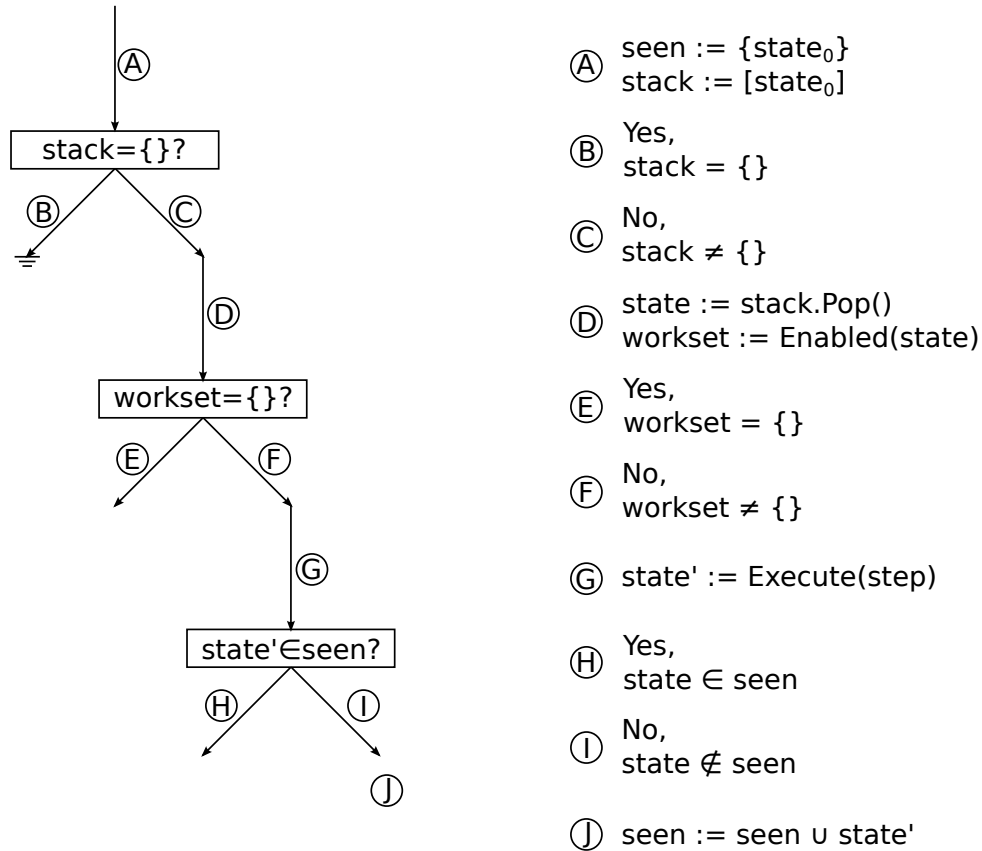 Ⓐ
stack={}?
Ⓑ
Ⓒ
Ⓓ
workset={}?
Ⓔ
Ⓕ
Ⓖ
state'∈seen?
Ⓗ
Ⓘ
Ⓙ
Ⓐ seen := {state₀}
stack := [state₀]
Ⓑ Yes,
stack = {}
Ⓒ No,
stack ≠ {}
Ⓓ state := stack.Pop()
workset := Enabled(state)
Ⓔ Yes,
workset = {}
Ⓕ No,
workset ≠ {}
Ⓖ state' := Execute(step)
Ⓗ Yes,
state ∈ seen
Ⓘ No,
state ∉ seen
Ⓙ seen := seen ∪ state'